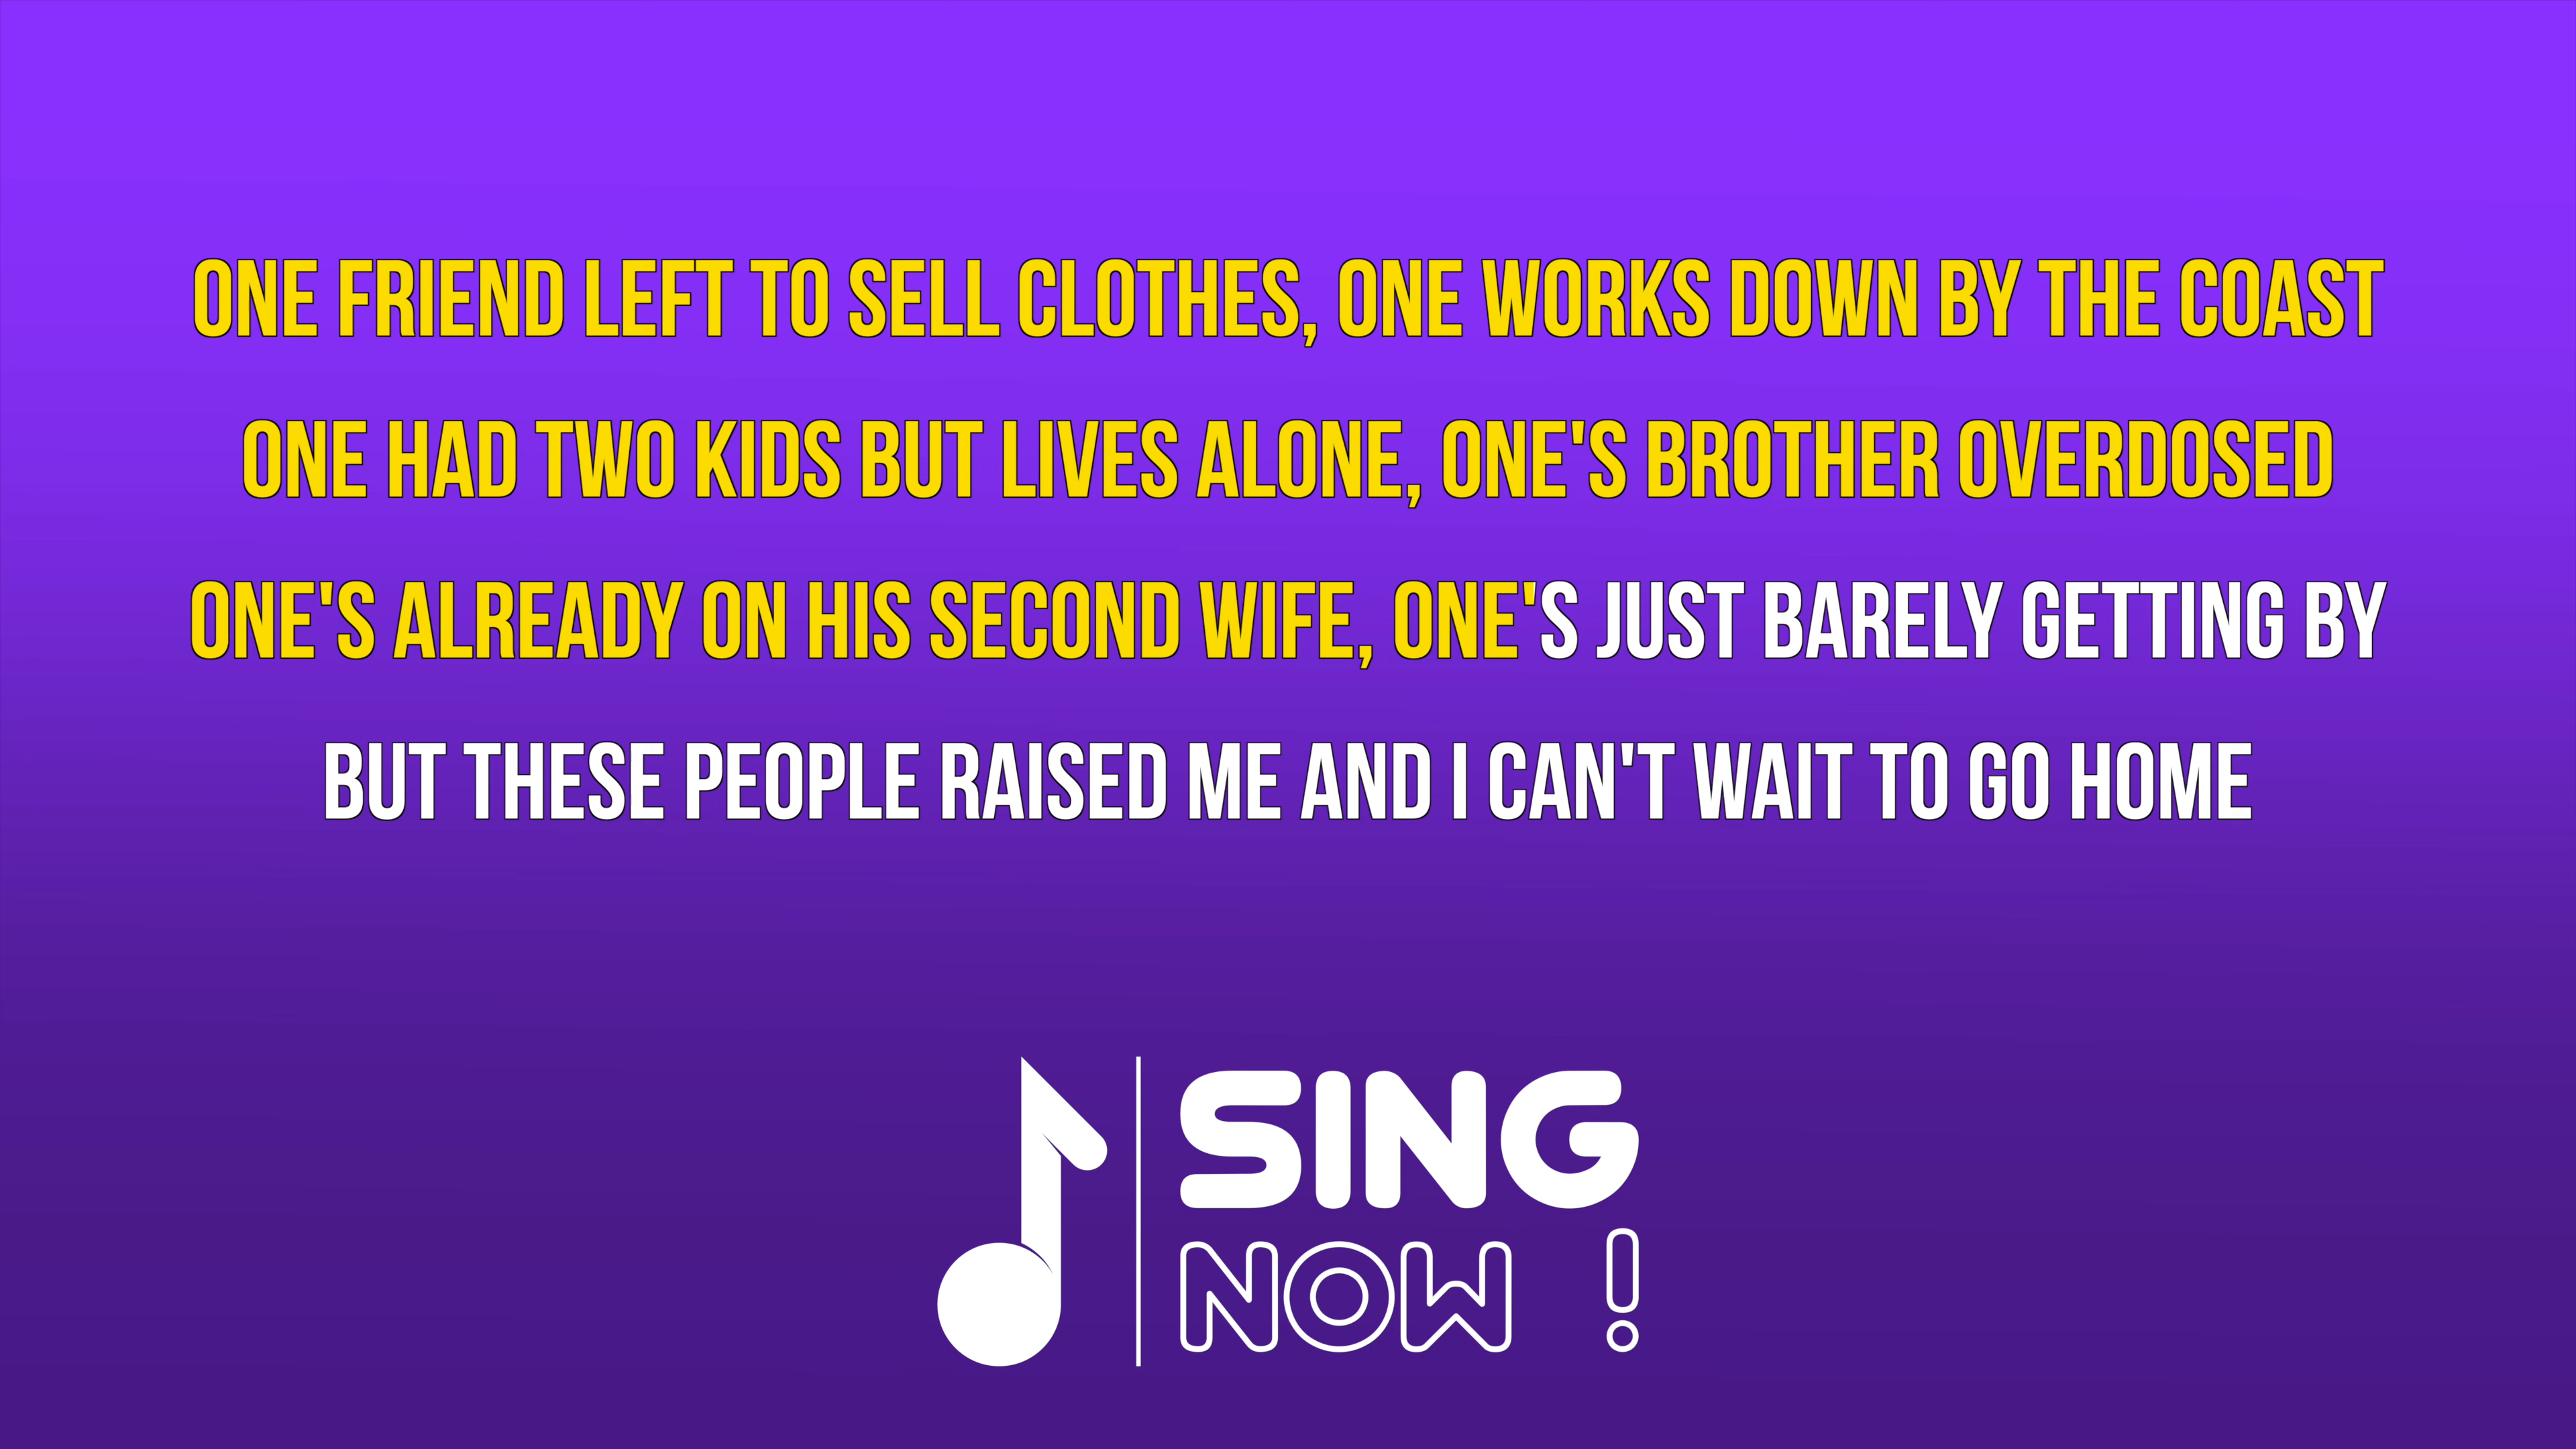 ONE FRIEND LEFT TO SELL CLOTHES, ONE WORKS DOWN BY THE COAST
ONE HAD TWO KIDS BUT LIVES ALONE, ONE'S BROTHER OVERDOSED
ONE'S ALREADY ON HIS SECOND WIFE, ONE'S JUST BARELY GETTING BY
BUT THESE PEOPLE RAISED ME AND I CAN'T WAIT TO GO HOME
SING
NOW !